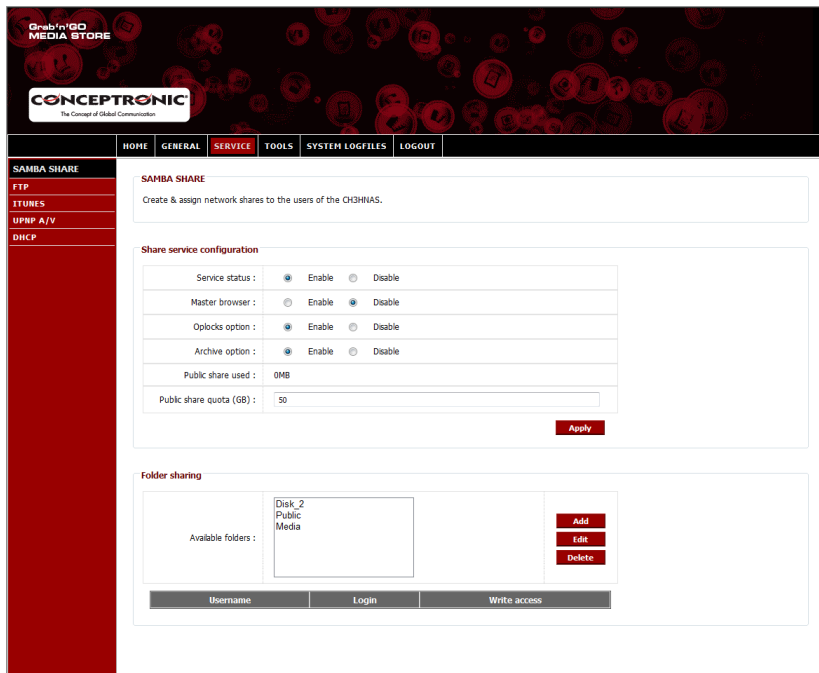 Grab'n'GO
MEDIA STORE
CONCEPTRONIC
The Concept of Global Communication
HOME GENERAL SERVICE TOOLS SYSTEM LOGFILES LOGOUT
SAMBA SHARE
FTP
ITUNES
UPNP A/V
DHCP
SAMBA SHARE
Create & assign network shares to the users of the CH3HNAS.
Share service configuration
Service status : Enable Disable
Master browser : Enable Disable
Oplocks option : Enable Disable
Archive option : Enable Disable
Public share used : 0MB
Public share quota (GB) : 50
Apply
Folder sharing
Available folders :
Disk_2
Public
Media
Add
Edit
Delete
Username Login Write access